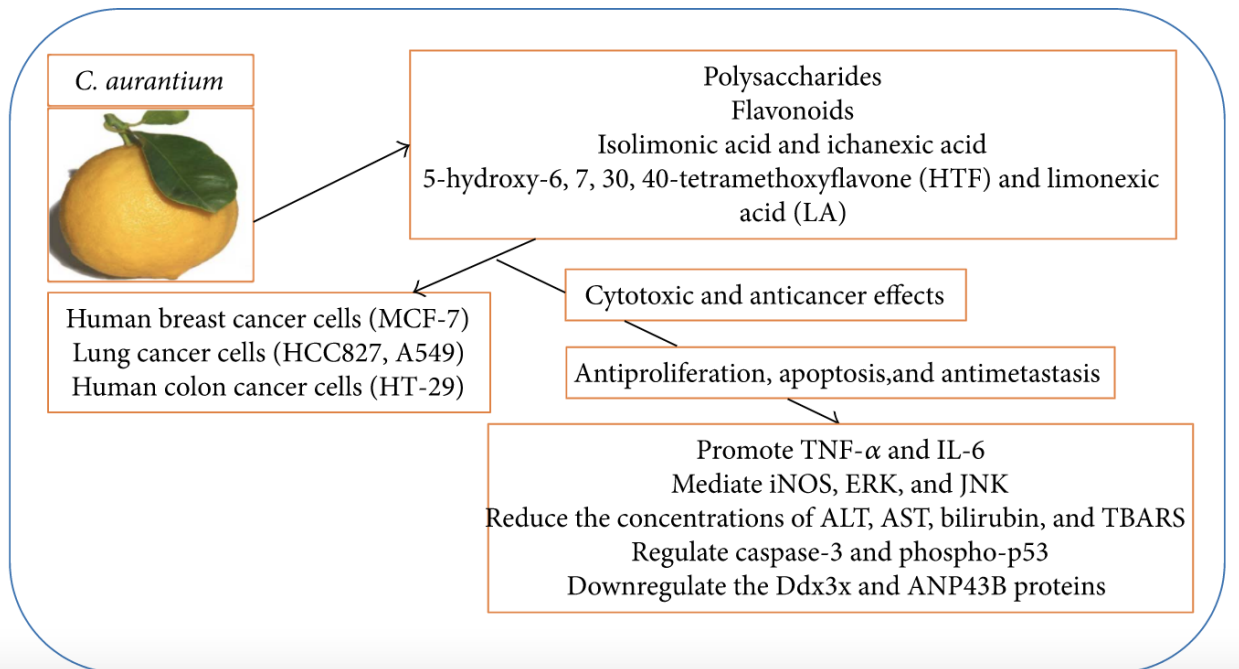 C. aurantium
Polysaccharides
Flavonoids
Isolimonic acid and ichanexic acid
5-hydroxy-6, 7, 30, 40-tetramethoxyflavone (HTF) and limonexic
acid (LA)
Human breast cancer cells (MCF-7)
Lung cancer cells (HCC827, A549)
Human colon cancer cells (HT-29)
Cytotoxic and anticancer effects
Antiproliferation, apoptosis,and antimetastasis
Promote TNF-α and IL-6
Mediate iNOS, ERK, and JNK
Reduce the concentrations of ALT, AST, bilirubin, and TBARS
Regulate caspase-3 and phospho-p53
Downregulate the Ddx3x and ANP43B proteins